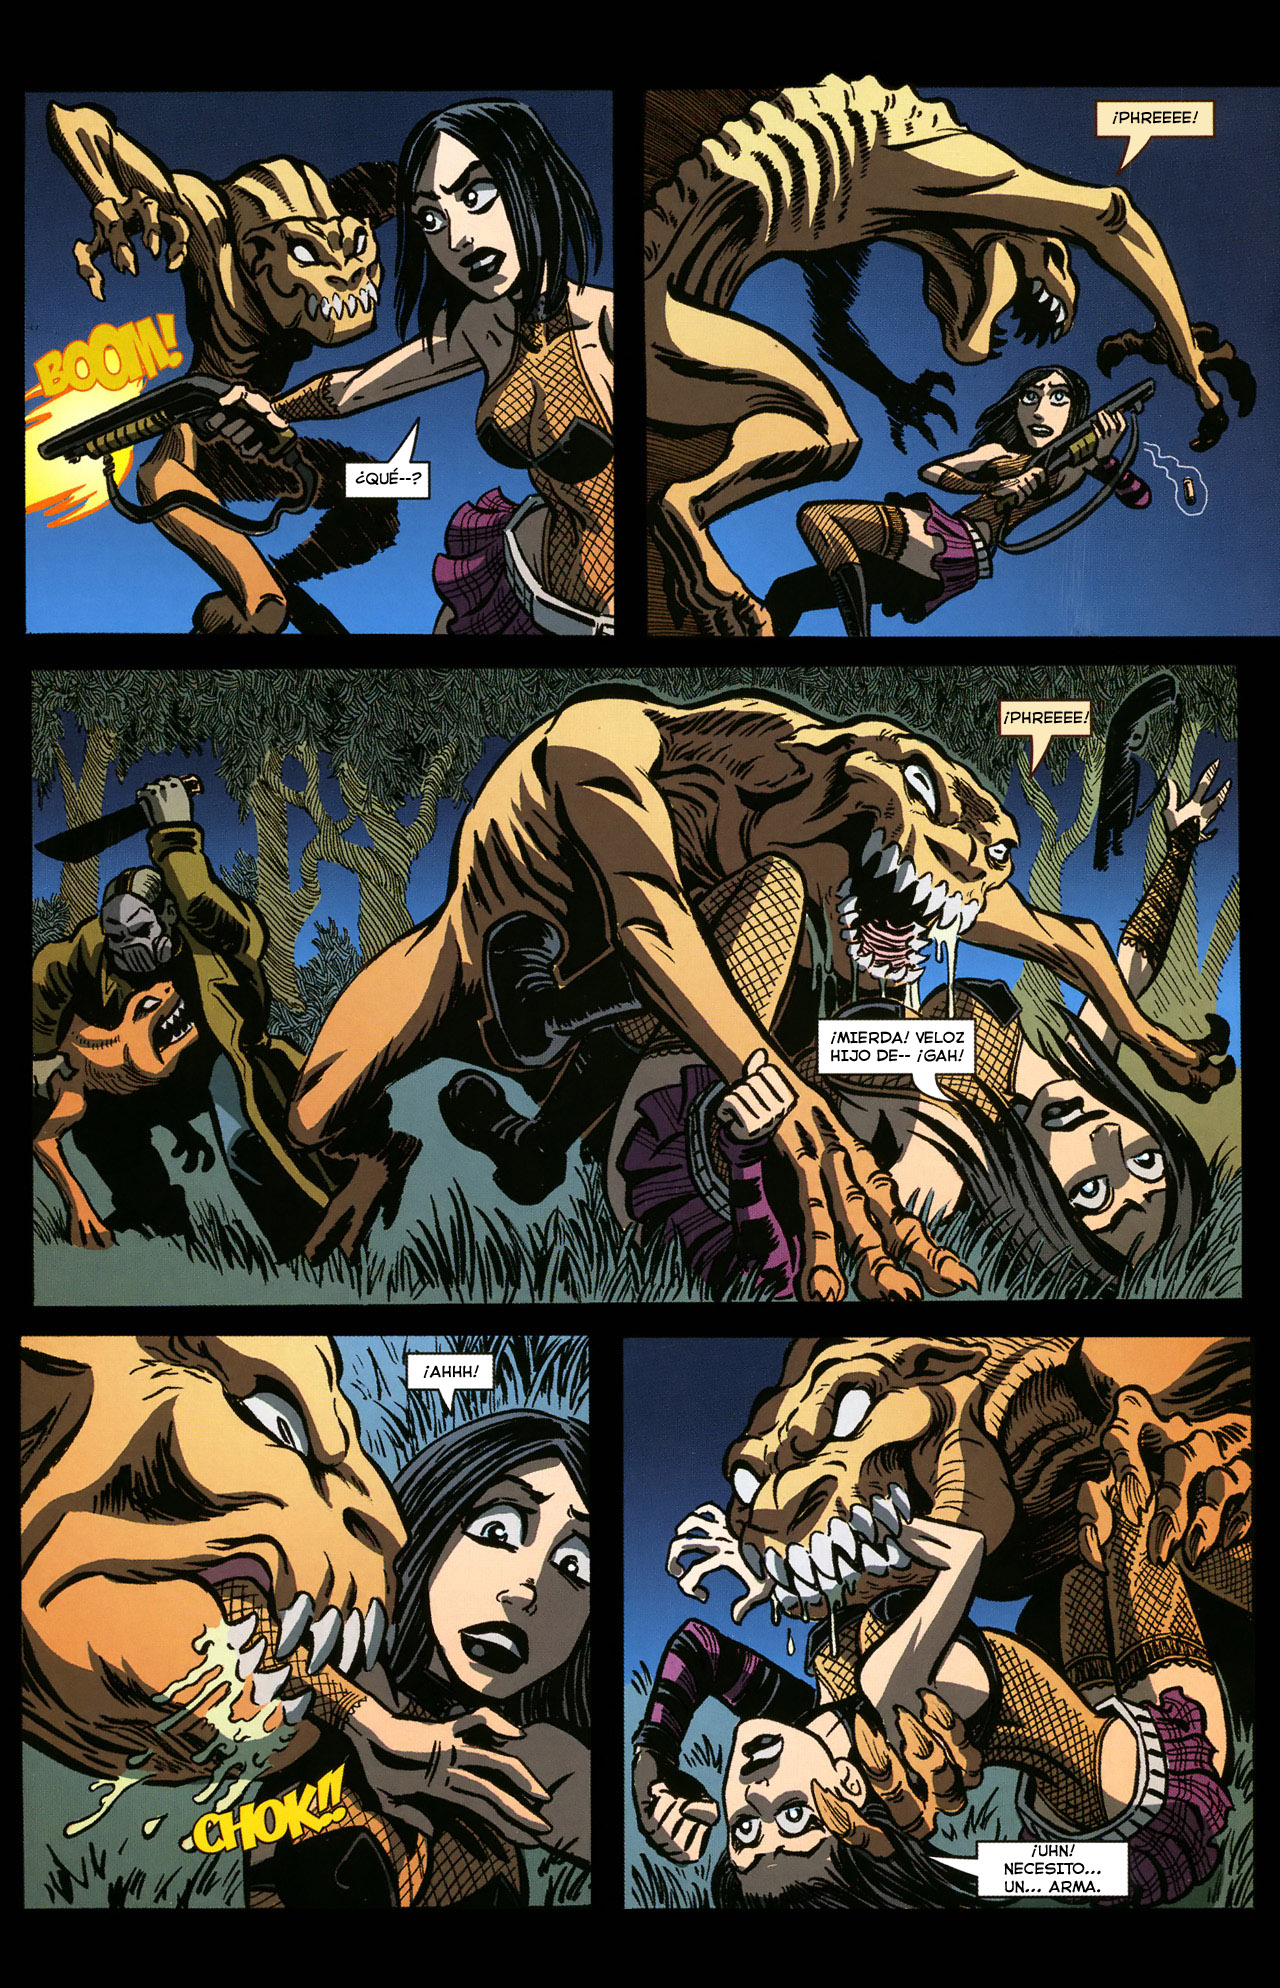 BOOM!
¿QUÉ--?
¡PHREEEE!
¡PHREEEE!
¡MIERDA! VELOZ
HIJO DE-- ¡GAH!
¡AHHH!
CHOK!!
¡UHN!
NECESITO...
UN... ARMA.